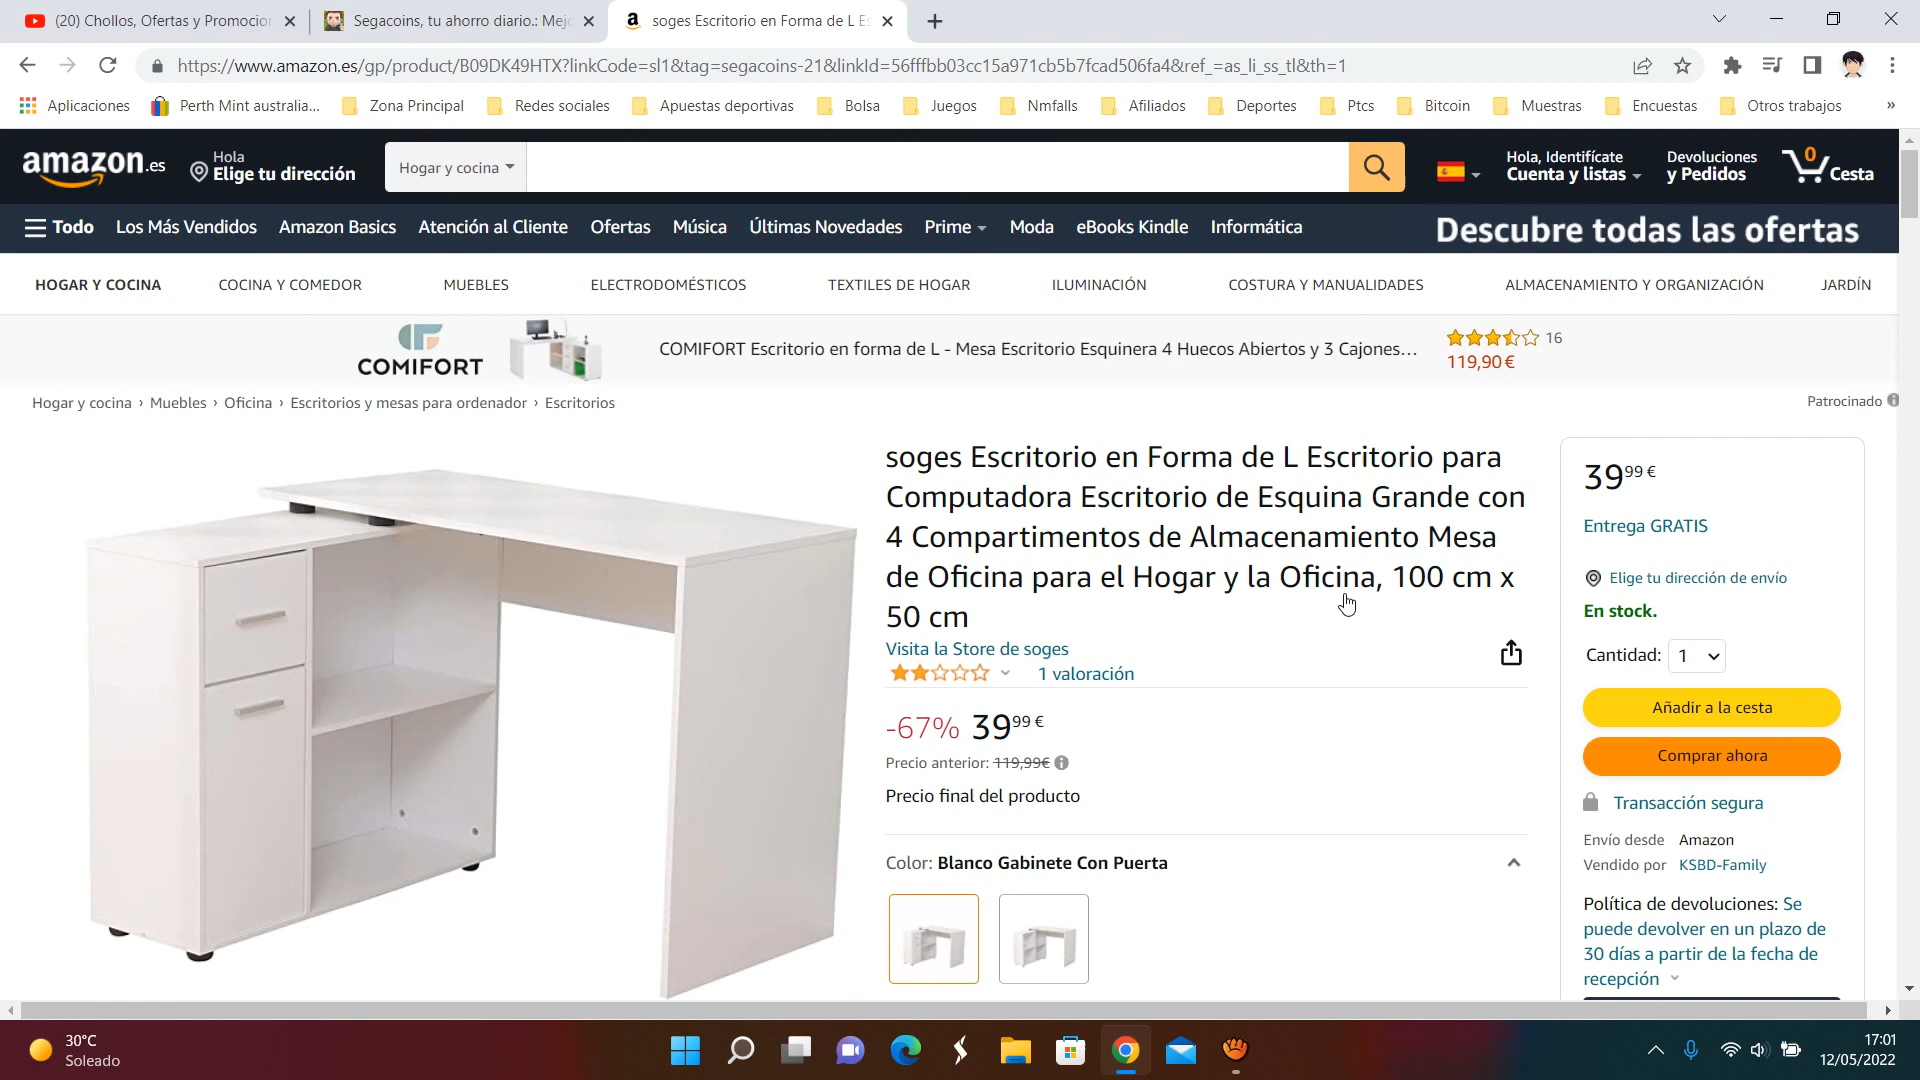 (20) Chollos, Ofertas y Promocion
Segacoins, tu ahorro diario.: Mejo
soges Escritorio en Forma de L Es
https://www.amazon.es/gp/product/B09DK49HTX?linkCode=sl1&tag=segacoins-21&linkId=56fffbb03cc15a971cb5b7fcad506fa4&ref_=as_li_ss_tl&th=1
Aplicaciones
Perth Mint australia...
Zona Principal
Redes sociales
Apuestas deportivas
Bolsa
Juegos
Nmfalls
Afiliados
Deportes
Ptcs
Bitcoin
Muestras
Encuestas
Otros trabajos
»
amazon.es
Hola
Elige tu dirección
Hogar y cocina
Hola, Identifícate
Cuenta y listas
Devoluciones
y Pedidos
0
Cesta
Todo
Los Más Vendidos
Amazon Basics
Atención al Cliente
Ofertas
Música
Últimas Novedades
Prime
Moda
eBooks Kindle
Informática
Descubre todas las ofertas
HOGAR Y COCINA
COCINA Y COMEDOR
MUEBLES
ELECTRODOMÉSTICOS
TEXTILES DE HOGAR
ILUMINACIÓN
COSTURA Y MANUALIDADES
ALMACENAMIENTO Y ORGANIZACIÓN
JARDÍN
COMIFORT
COMIFORT Escritorio en forma de L - Mesa Escritorio Esquinera 4 Huecos Abiertos y 3 Cajones...
16
119,90 €
Hogar y cocina › Muebles › Oficina › Escritorios y mesas para ordenador › Escritorios
Patrocinado
soges Escritorio en Forma de L Escritorio para
Computadora Escritorio de Esquina Grande con
4 Compartimentos de Almacenamiento Mesa
de Oficina para el Hogar y la Oficina, 100 cm x
50 cm
Visita la Store de soges
1 valoración
-67% 39,99 €
Precio anterior: 119,99€
Precio final del producto
Color: Blanco Gabinete Con Puerta
39,99 €
Entrega GRATIS
Elige tu dirección de envío
En stock.
Cantidad: 1
Añadir a la cesta
Comprar ahora
Transacción segura
Envío desde Amazon
Vendido por KSBD-Family
Política de devoluciones: Se
puede devolver en un plazo de
30 días a partir de la fecha de
recepción
30°C
Soleado
17:01
12/05/2022